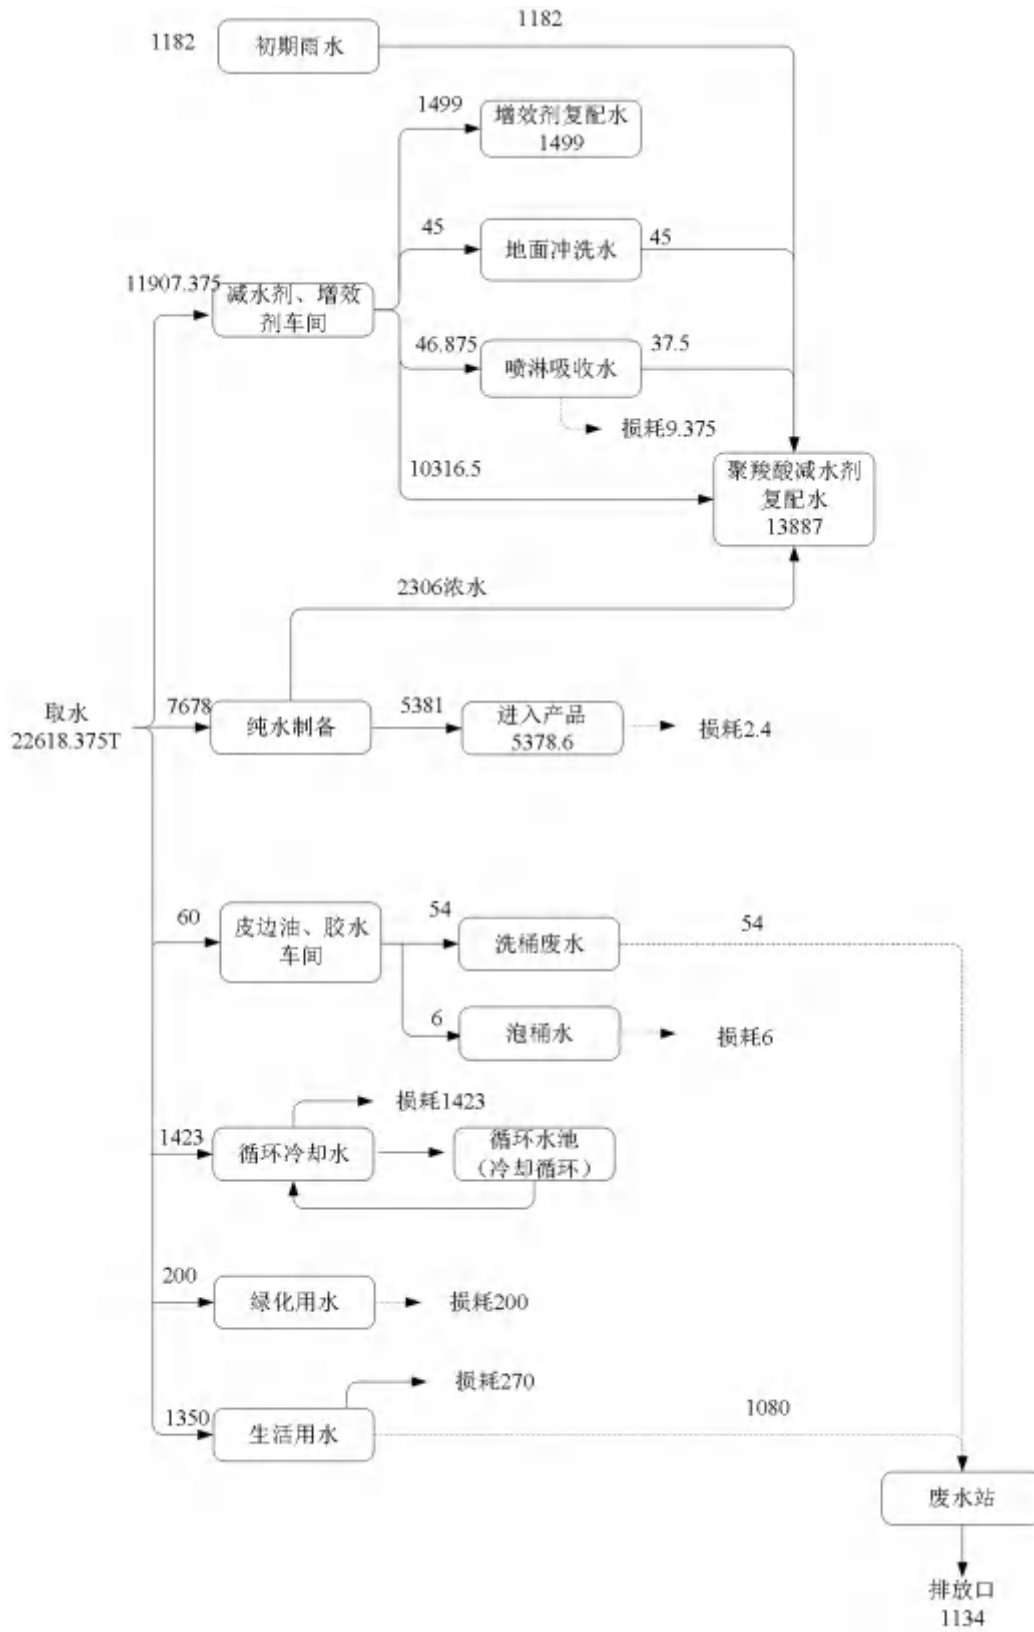 1182
初期雨水
1182
1499
增效剂复配水
1499
45
地面冲洗水
45
11907.375
减水剂、增效
剂车间
46.875
喷淋吸收水
37.5
损耗9.375
10316.5
聚羧酸减水剂
复配水
13887
2306浓水
取水
22618.375T
7678
纯水制备
5381
进入产品
5378.6
损耗2.4
60
皮边油、胶水
车间
54
洗桶废水
54
6
泡桶水
损耗6
损耗1423
1423
循环冷却水
循环水池
（冷却循环）
200
绿化用水
损耗200
损耗270
1350
生活用水
1080
废水站
排放口
1134